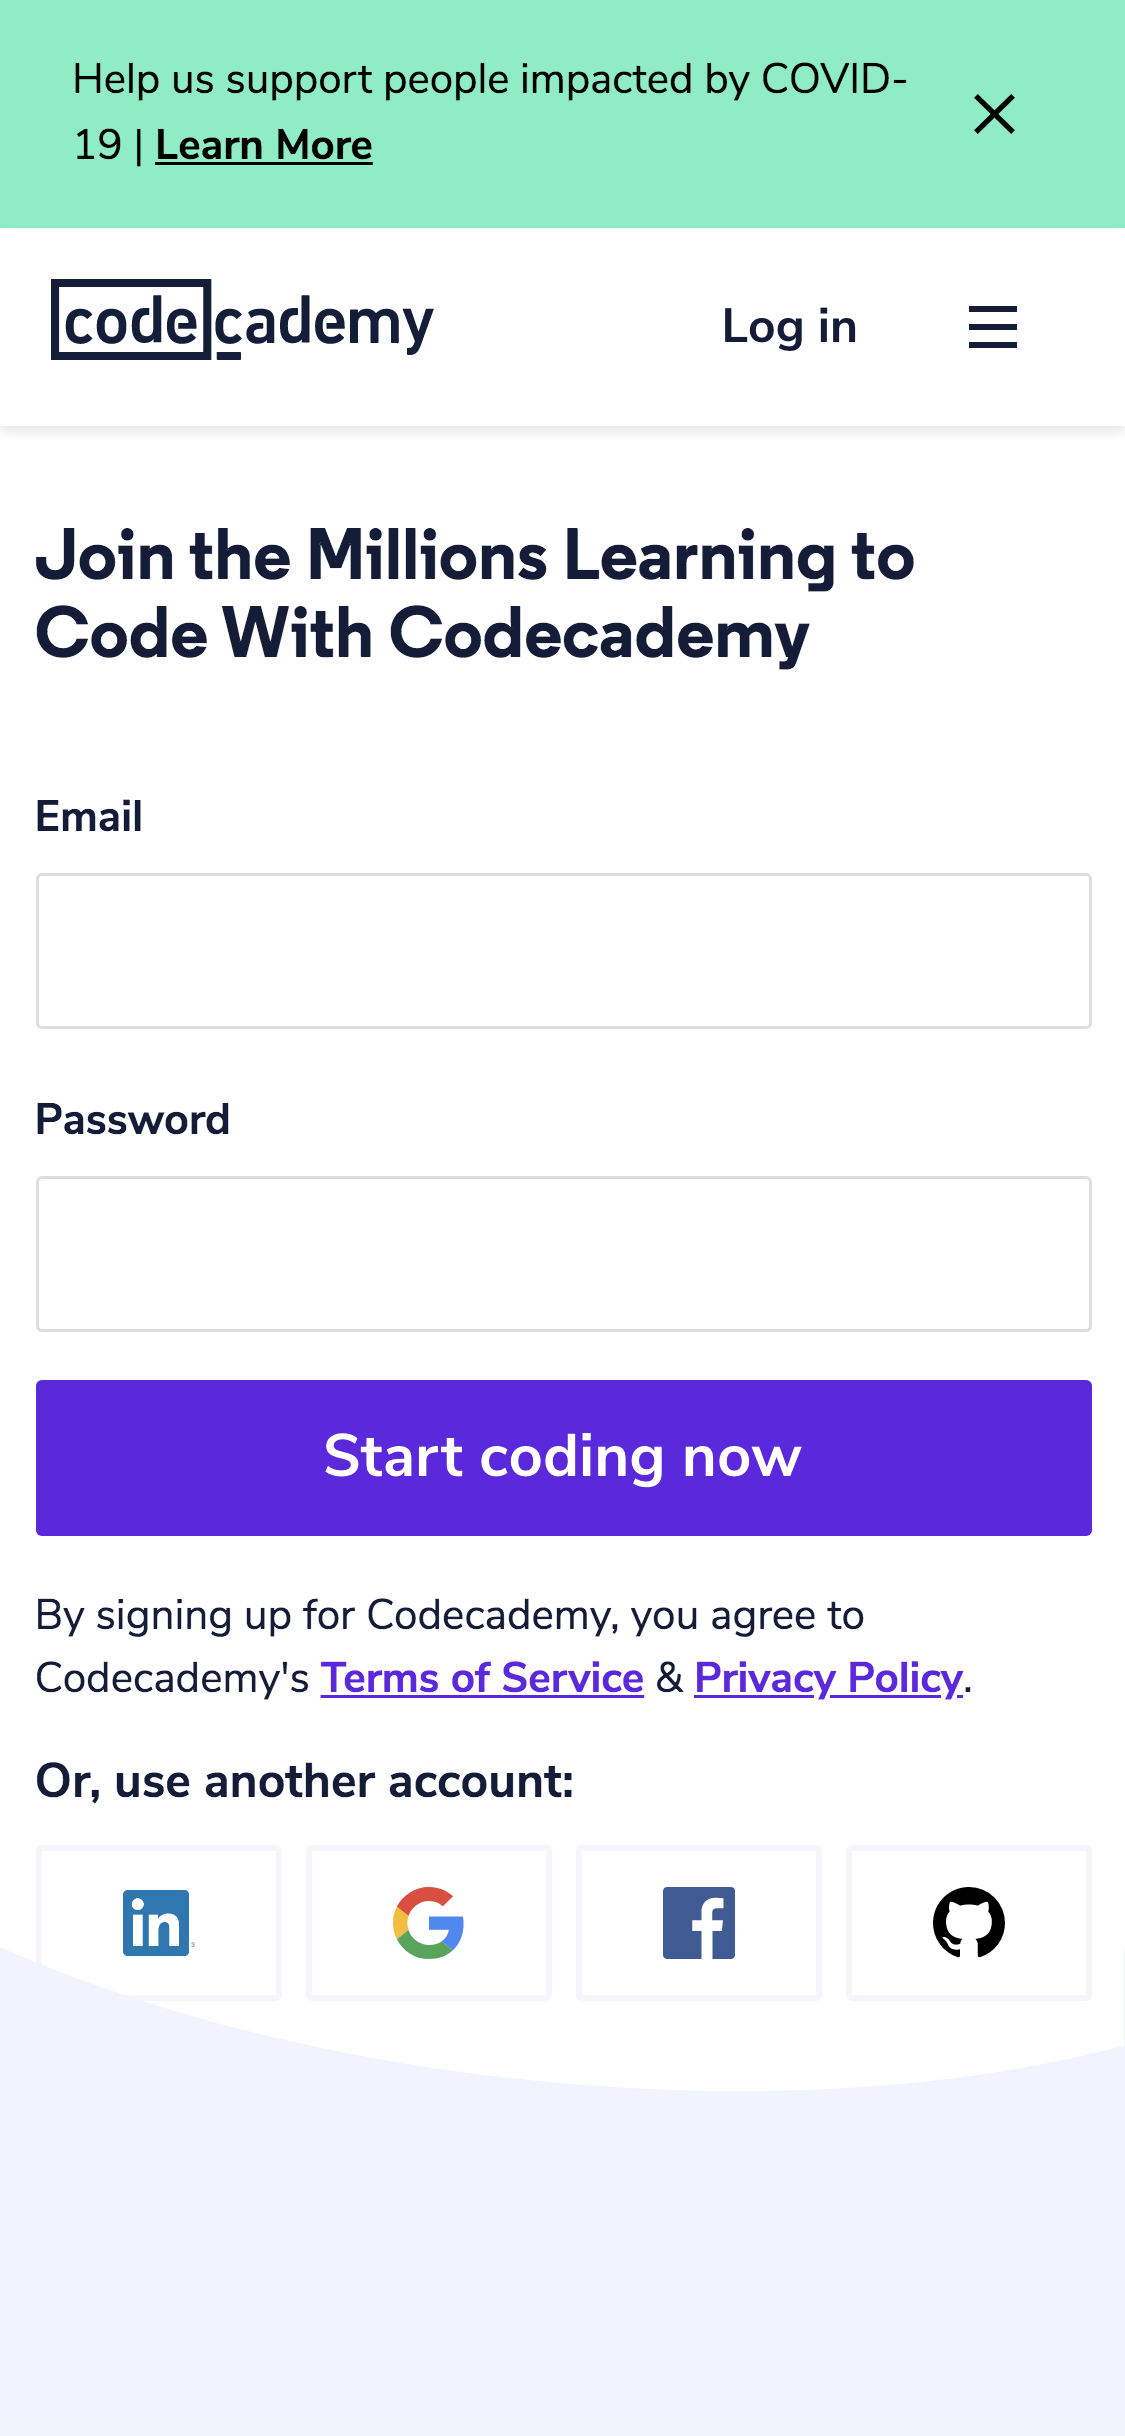 Help us support people impacted by COVID-
19 | Learn More
codecademy
Log in
Join the Millions Learning to
Code With Codecademy
Email
Password
Start coding now
By signing up for Codecademy, you agree to
Codecademy's Terms of Service & Privacy Policy.
Or, use another account:
in